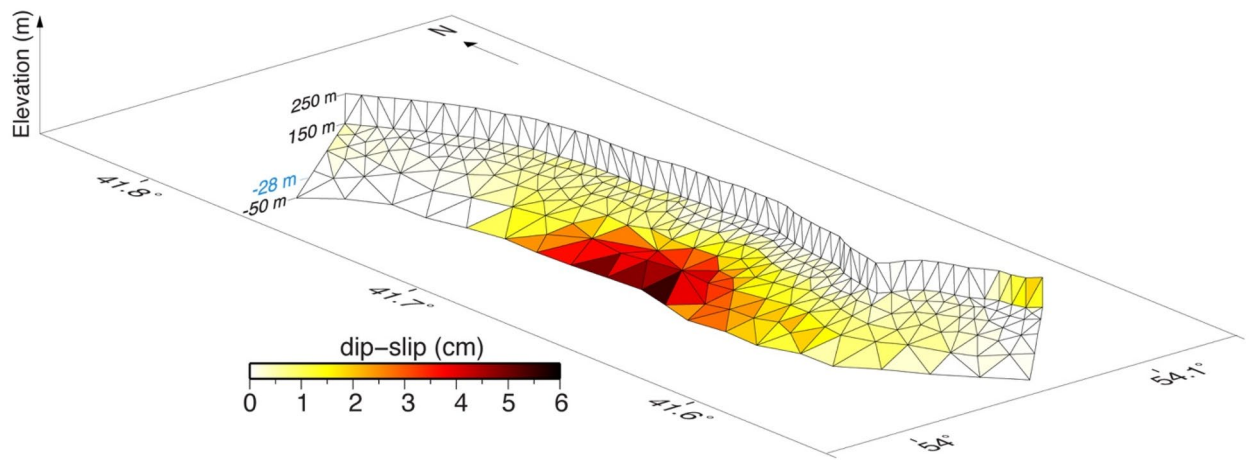 N
Elevation (m)
250 m
150 m
-28 m
-50 m
41.8°
41.7°
41.6°
54°
54.1°
dip-slip (cm)
0 1 2 3 4 5 6